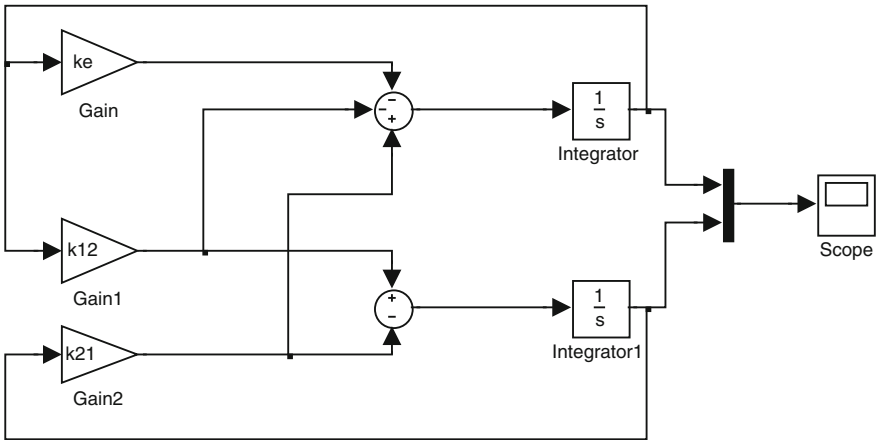 ke
Gain
−
−
+
1
s
Integrator
k12
Gain1
Scope
+
−
1
s
Integrator1
k21
Gain2